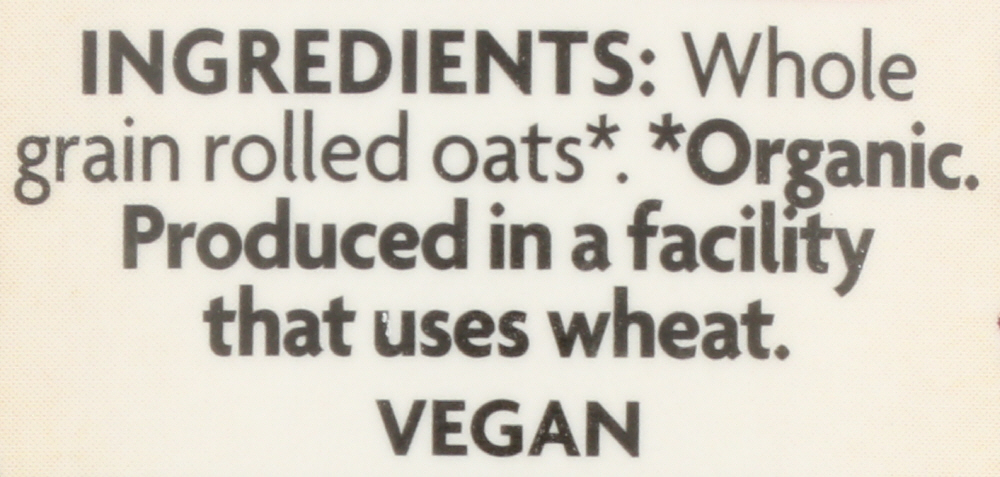 INGREDIENTS: Whole
grain rolled oats*. *Organic.
Produced in a facility
that uses wheat.
VEGAN